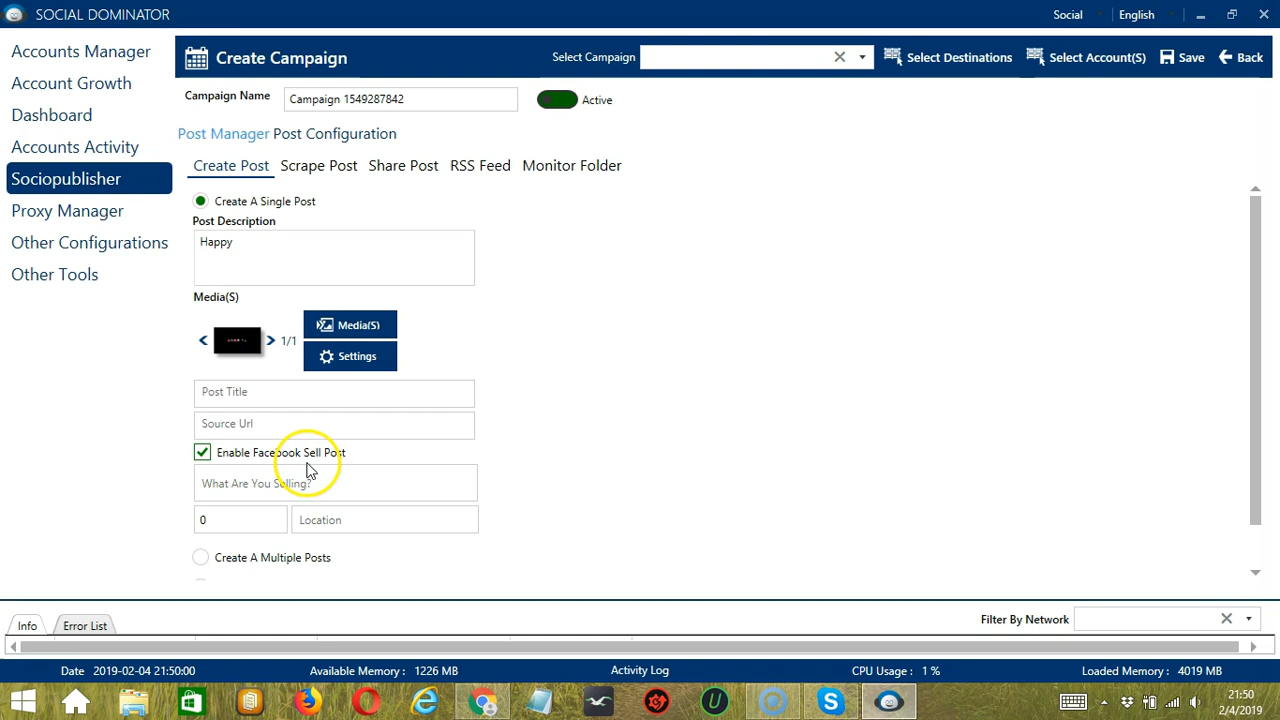 SOCIAL DOMINATOR
Social
English
Accounts Manager
Account Growth
Dashboard
Accounts Activity
Sociopublisher
Proxy Manager
Other Configurations
Other Tools
Create Campaign
Select Campaign
Select Destinations
Select Account(S)
Save
Back
Campaign Name
Campaign 1549287842
Active
Post Manager Post Configuration
Create Post Scrape Post Share Post RSS Feed Monitor Folder
Create A Single Post
Post Description
Happy
Media(S)
1/1
Media(S)
Settings
Post Title
Source Url
Enable Facebook Sell Post
What Are You Selling?
0
Location
Create A Multiple Posts
Info
Error List
Filter By Network
Date 2019-02-04 21:50:00
Available Memory : 1226 MB
Activity Log
CPU Usage : 1 %
Loaded Memory : 4019 MB
21:50
2/4/2019